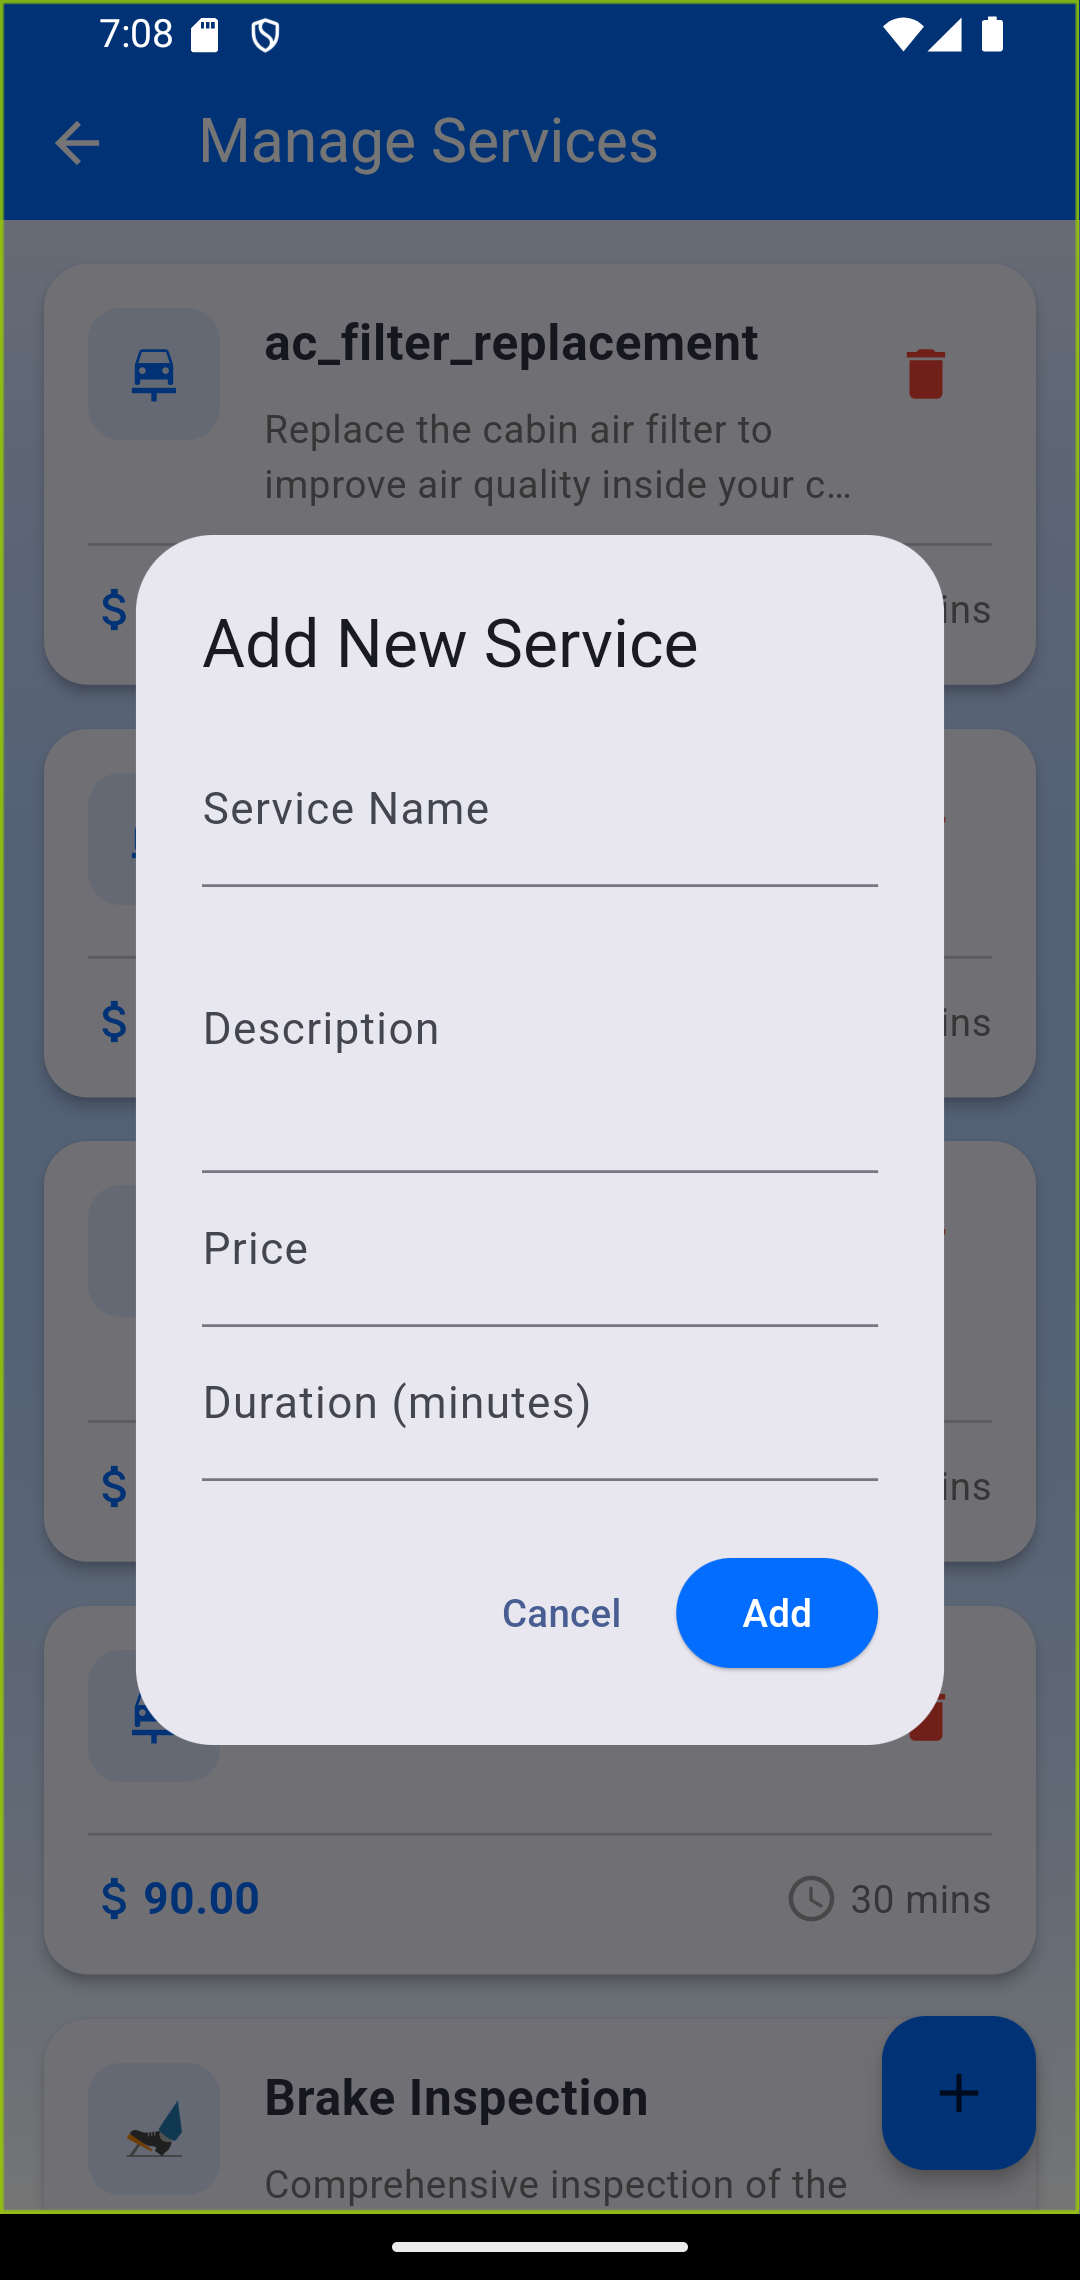 7:08
Manage Services
ac_filter_replacement
Replace the cabin air filter to
improve air quality inside your c...
$
ins
Add New Service
Service Name
Description
$
ins
Price
Duration (minutes)
$
ins
Cancel
Add
$ 90.00
30 mins
Brake Inspection
Comprehensive inspection of the